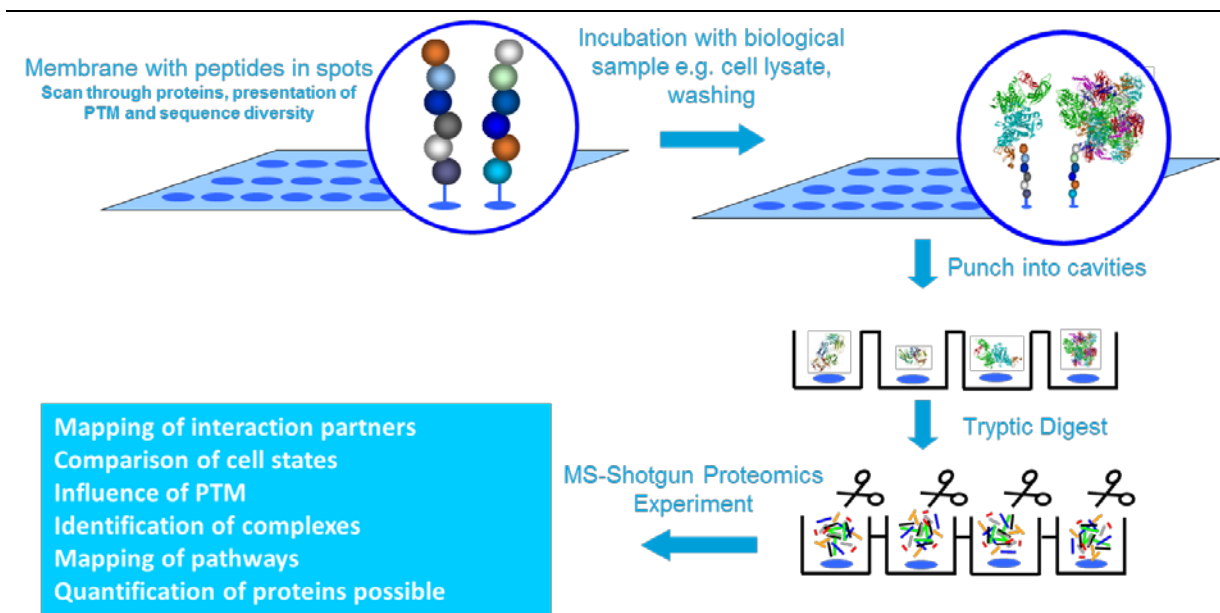 Membrane with peptides in spots
Scan through proteins, presentation of
PTM and sequence diversity
Incubation with biological
sample e.g. cell lysate,
washing
Punch into cavities
Tryptic Digest
MS-Shotgun Proteomics
Experiment
Mapping of interaction partners
Comparison of cell states
Influence of PTM
Identification of complexes
Mapping of pathways
Quantification of proteins possible